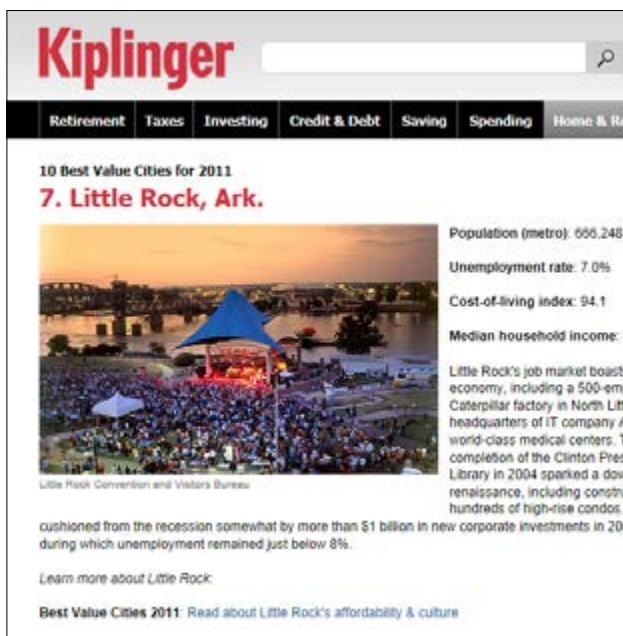 Kiplinger
Retirement Taxes Investing Credit & Debt Saving Spending Home &
10 Best Value Cities for 2011
7. Little Rock, Ark.
Population (metro): 666,248
Unemployment rate: 7.0%
Cost-of-living index: 94.1
Median household income:
Little Rock's job market boasts
economy, including a 500-em
Caterpillar factory in North Lit
headquarters of IT company A
world-class medical centers. T
completion of the Clinton Pres
Library in 2004 sparked a dow
renaissance, including constru
hundreds of high-rise condos.
Little Rock Convention and Visitors Bureau
cushioned from the recession somewhat by more than $1 billion in new corporate investments in 20
during which unemployment remained just below 8%.
Learn more about Little Rock:
Best Value Cities 2011: Read about Little Rock's affordability & culture